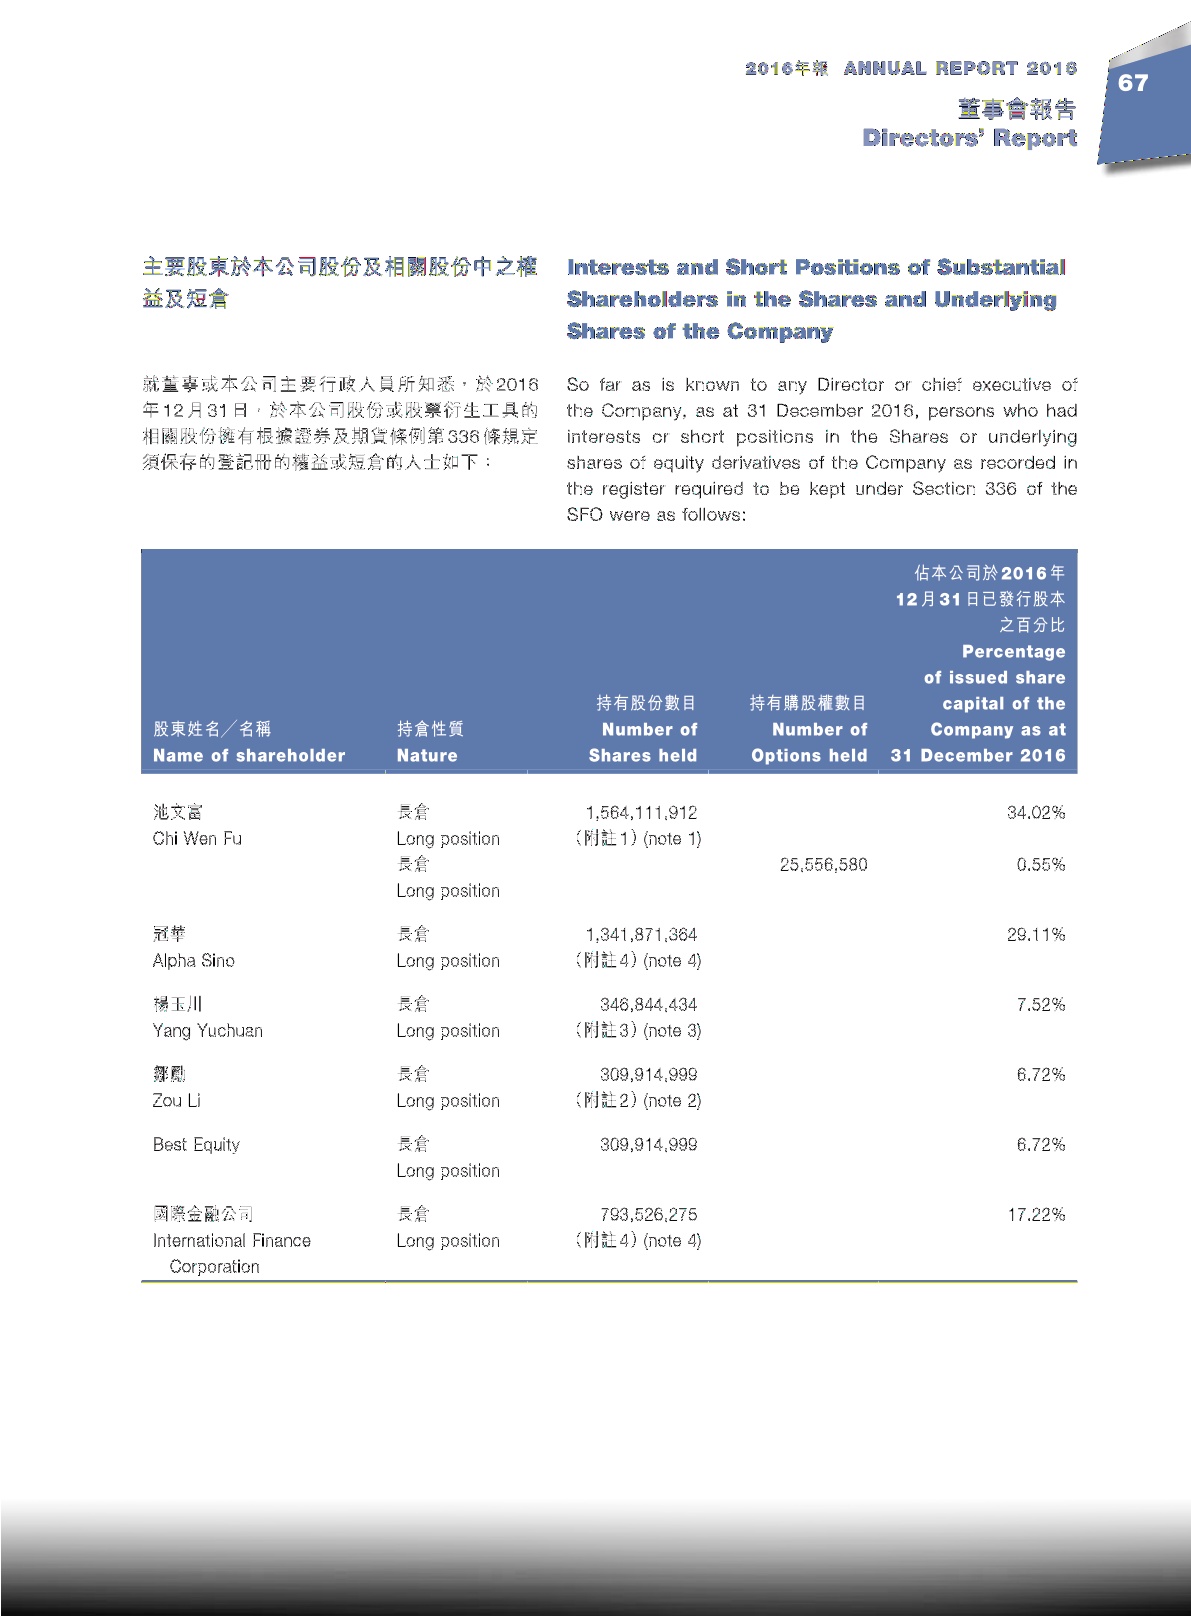 2016年報 ANNUAL REPORT 2016
67
董事會報告
Directors’ Report
主要股東於本公司股份及相關股份中之權
益及短倉
Interests and Short Positions of Substantial
Shareholders in the Shares and Underlying
Shares of the Company
就董事或本公司主要行政人員所知悉，於2016
年12月31日，於本公司股份或股票衍生工具的
相關股份擁有根據證券及期貨條例第336條規定
須保存的登記冊的權益或短倉的人士如下：
So far as is known to any Director or chief executive of
the Company, as at 31 December 2016, persons who had
interests or short positions in the Shares or underlying
shares of equity derivatives of the Company as recorded in
the register required to be kept under Section 336 of the
SFO were as follows:
佔本公司於2016年
12月31日已發行股本
之百分比
Percentage
of issued share
持有股份數目 持有購股權數目 capital of the
股東姓名／名稱 持倉性質 Number of Number of Company as at
Name of shareholder Nature Shares held Options held 31 December 2016
池文富 長倉 1,564,111,912 34.02%
Chi Wen Fu Long position （附註1）(note 1)
長倉 25,556,580 0.55%
Long position
冠華 長倉 1,341,871,364 29.11%
Alpha Sino Long position （附註4）(note 4)
楊玉川 長倉 346,844,434 7.52%
Yang Yuchuan Long position （附註3）(note 3)
鄒勵 長倉 309,914,999 6.72%
Zou Li Long position （附註2）(note 2)
Best Equity 長倉 309,914,999 6.72%
Long position
國際金融公司 長倉 793,526,275 17.22%
International Finance Long position （附註4）(note 4)
Corporation